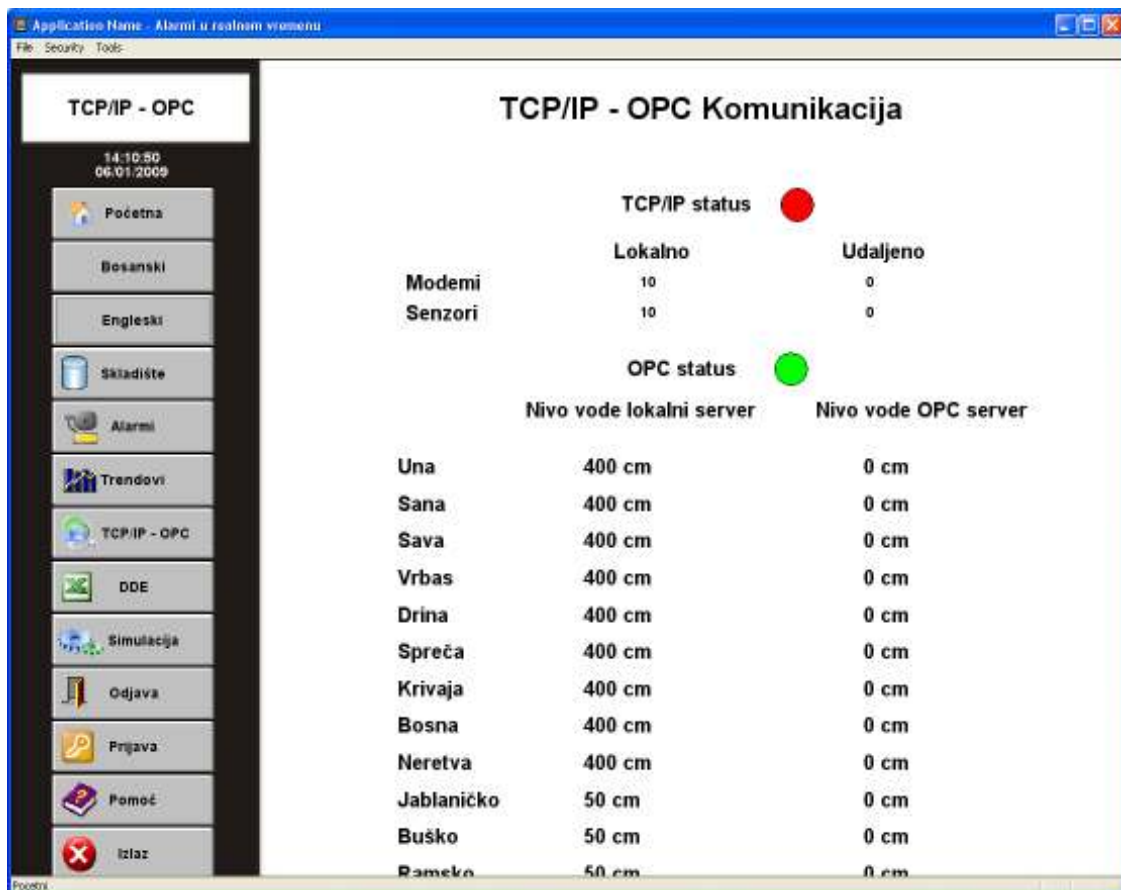 Application Name - Alarmi u realnom vremenu
File Security Tools
TCP/IP - OPC
14:10:50
06/01/2009
Početna
Bosanski
Engleski
Skladište
Alarmi
Trendovi
TCP/IP - OPC
DDE
Simulacija
Odjava
Prijava
Pomoć
Izlaz
TCP/IP - OPC Komunikacija
TCP/IP status
Lokalno Udaljeno
Modemi 10 0
Senzori 10 0
OPC status
Nivo vode lokalni server Nivo vode OPC server
Una 400 cm 0 cm
Sana 400 cm 0 cm
Sava 400 cm 0 cm
Vrbas 400 cm 0 cm
Drina 400 cm 0 cm
Spreča 400 cm 0 cm
Krivaja 400 cm 0 cm
Bosna 400 cm 0 cm
Neretva 400 cm 0 cm
Jablaničko 50 cm 0 cm
Buško 50 cm 0 cm
Ramsko 50 cm 0 cm
Pocetni